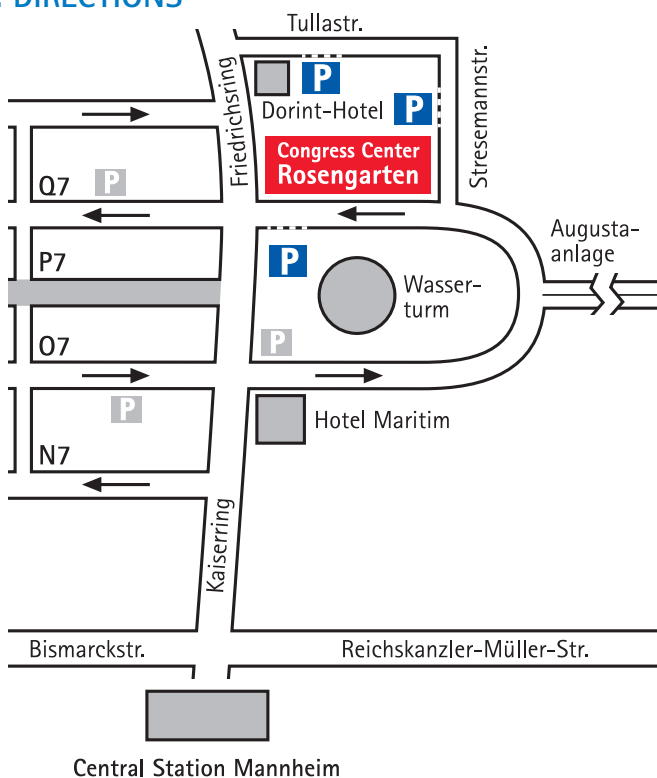 DIRECTIONS
Tullastr.
P
Dorint-Hotel
P
Friedrichsring
Stresemannstr.
Congress Center
Rosengarten
Q7
P
Augusta-
anlage
P7
P
Wasser-
turm
O7
P
P
Hotel Maritim
N7
Kaiserring
Bismarckstr.
Reichskanzler-Müller-Str.
Central Station Mannheim